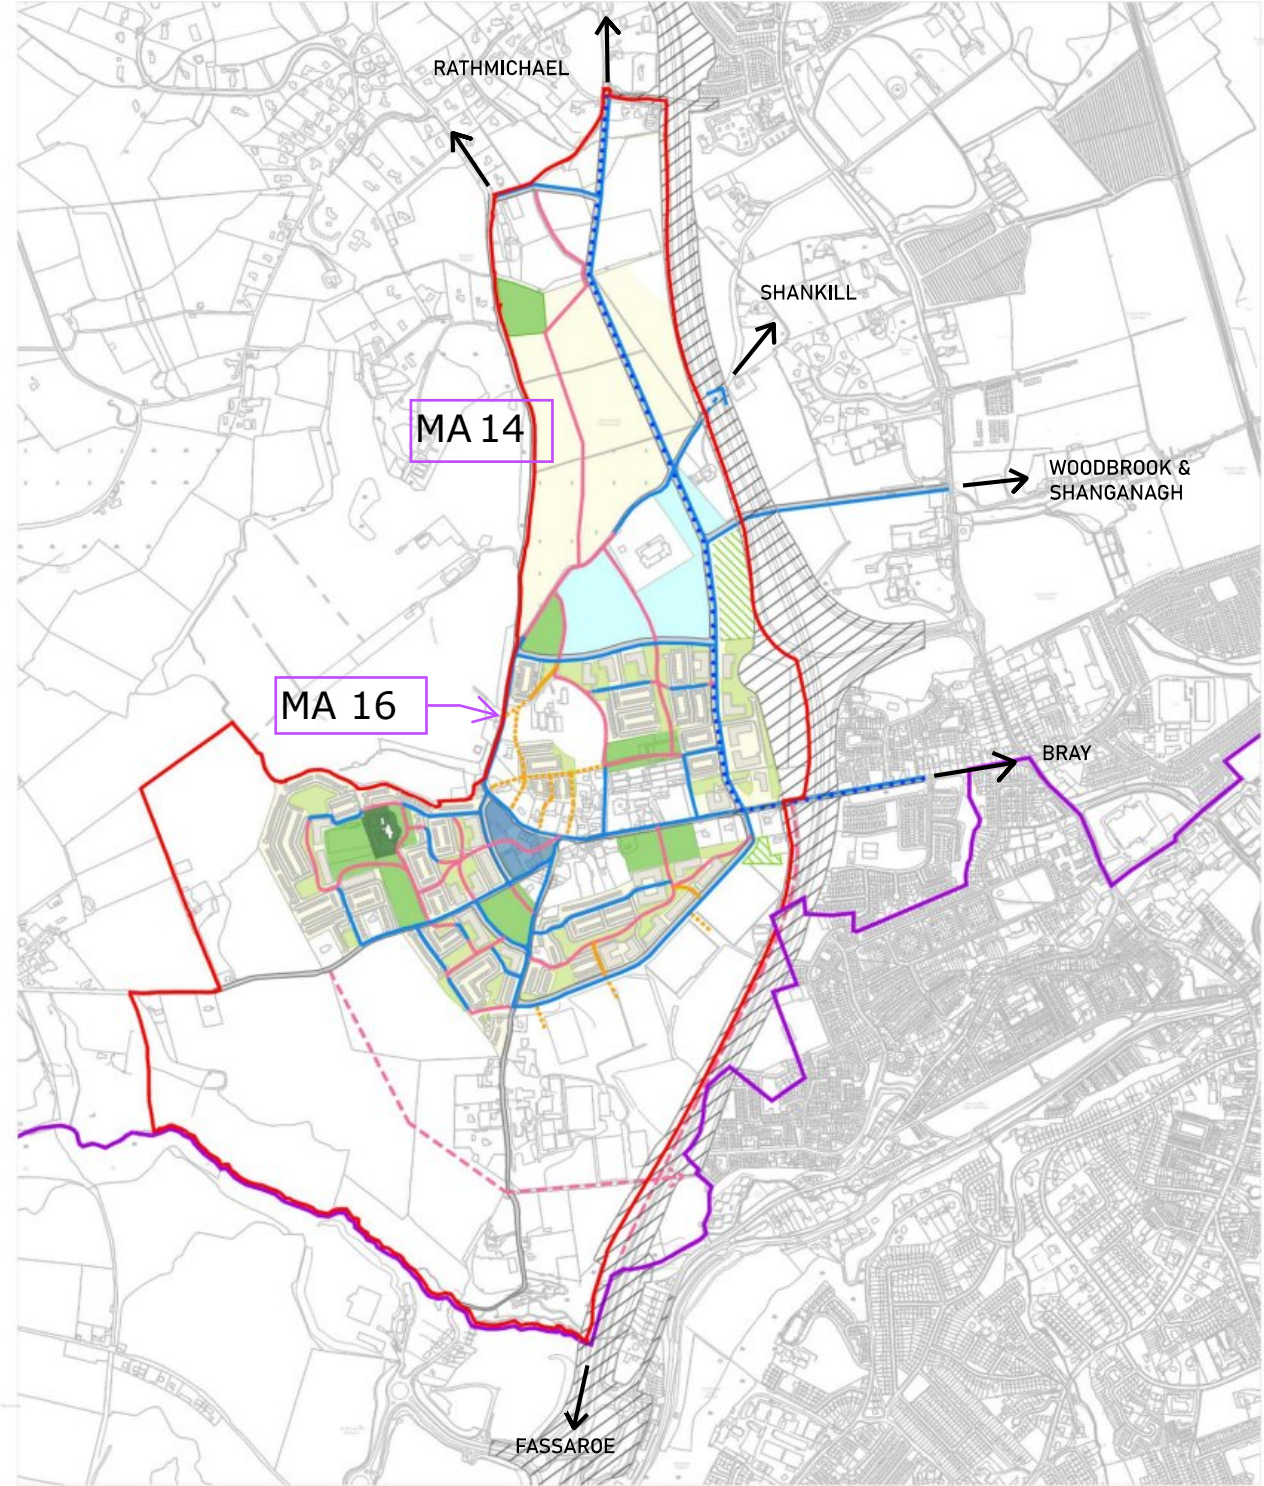 RATHMICHAEL
SHANKILL
MA 14
WOODBROOK &
SHANGANAGH
MA 16
BRAY
FASSAROE